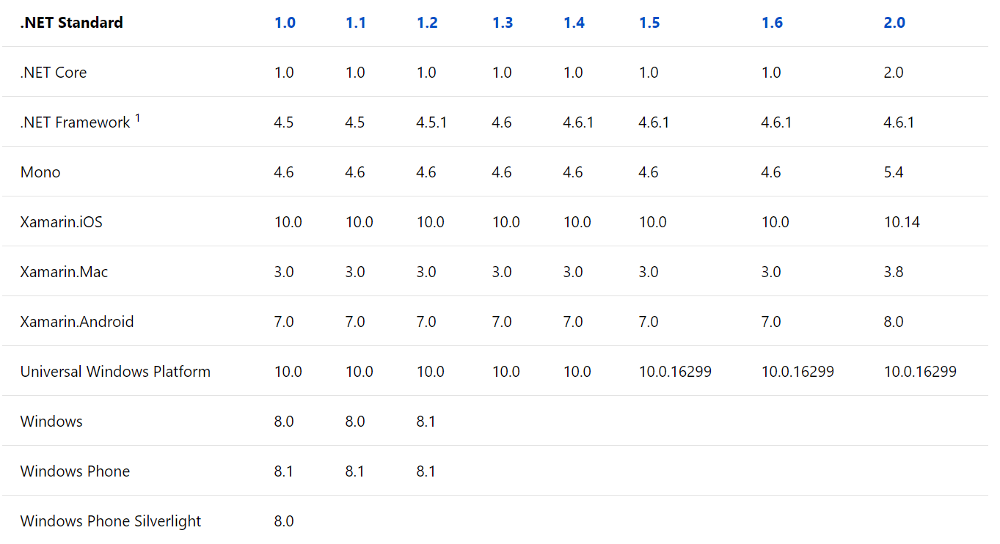 .NET Standard 1.0 1.1 1.2 1.3 1.4 1.5 1.6 2.0
.NET Core 1.0 1.0 1.0 1.0 1.0 1.0 1.0 2.0
.NET Framework 1 4.5 4.5 4.5.1 4.6 4.6.1 4.6.1 4.6.1 4.6.1
Mono 4.6 4.6 4.6 4.6 4.6 4.6 4.6 5.4
Xamarin.iOS 10.0 10.0 10.0 10.0 10.0 10.0 10.0 10.14
Xamarin.Mac 3.0 3.0 3.0 3.0 3.0 3.0 3.0 3.8
Xamarin.Android 7.0 7.0 7.0 7.0 7.0 7.0 7.0 8.0
Universal Windows Platform 10.0 10.0 10.0 10.0 10.0 10.0.16299 10.0.16299 10.0.16299
Windows 8.0 8.0 8.1
Windows Phone 8.1 8.1 8.1
Windows Phone Silverlight 8.0